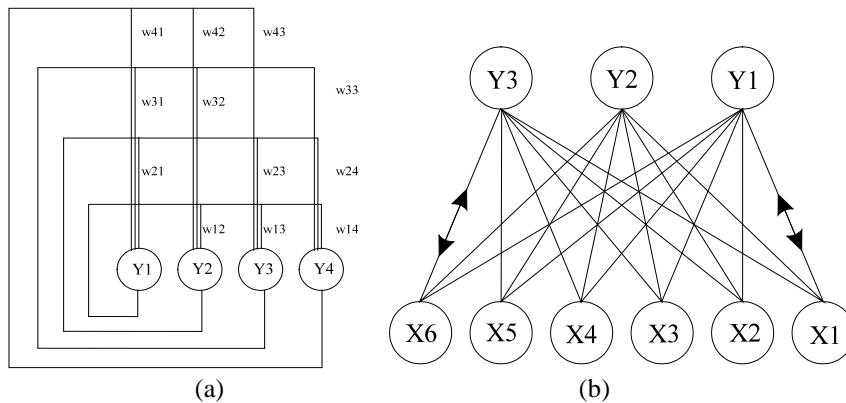 w41 w42 w43
w31 w32 w33
w21 w23 w24
w12 w13 w14
Y1 Y2 Y3 Y4
(a)
Y3 Y2 Y1
X6 X5 X4 X3 X2 X1
(b)